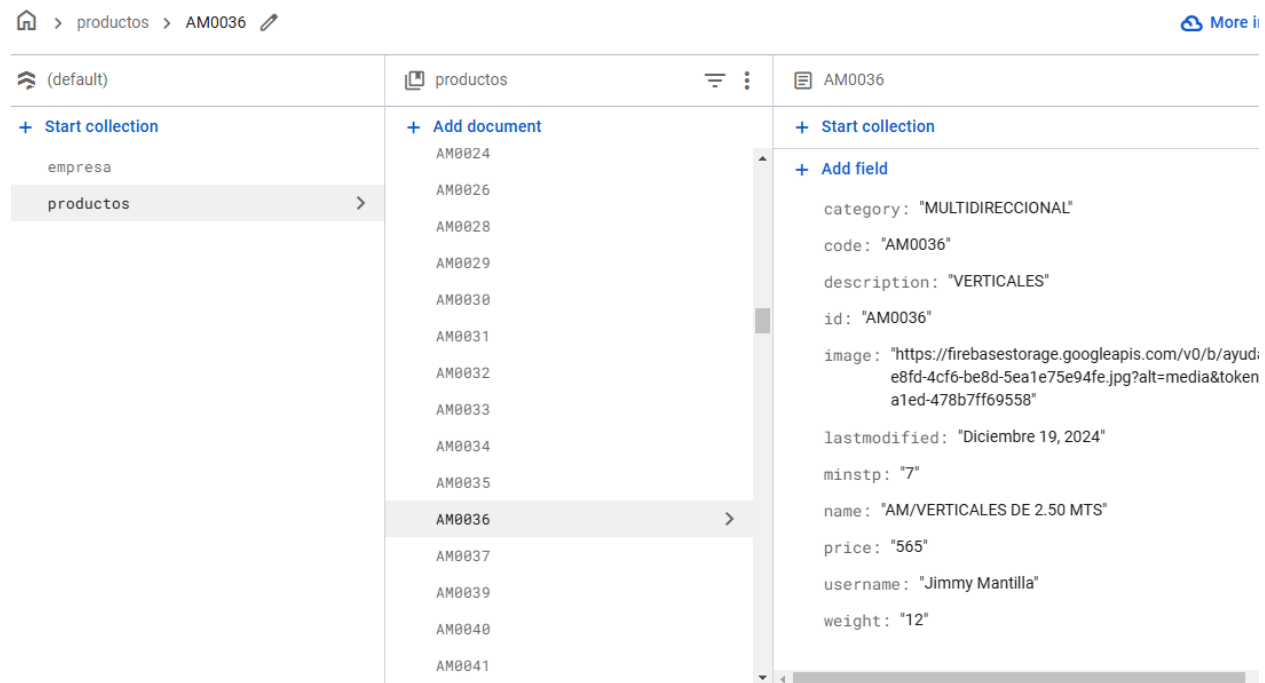 productos > AM0036
More i
(default)
+ Start collection
empresa
productos
productos
+ Add document
AM0024
AM0026
AM0028
AM0029
AM0030
AM0031
AM0032
AM0033
AM0034
AM0035
AM0036
AM0037
AM0039
AM0040
AM0041
AM0036
+ Start collection
+ Add field
category: "MULTIDIRECCIONAL"
code: "AM0036"
description: "VERTICALES"
id: "AM0036"
image: "https://firebasestorage.googleapis.com/v0/b/ayuda
e8fd-4cf6-be8d-5ea1e75e94fe.jpg?alt=media&token
a1ed-478b7ff69558"
lastmodified: "Diciembre 19, 2024"
minstp: "7"
name: "AM/VERTICALES DE 2.50 MTS"
price: "565"
username: "Jimmy Mantilla"
weight: "12"